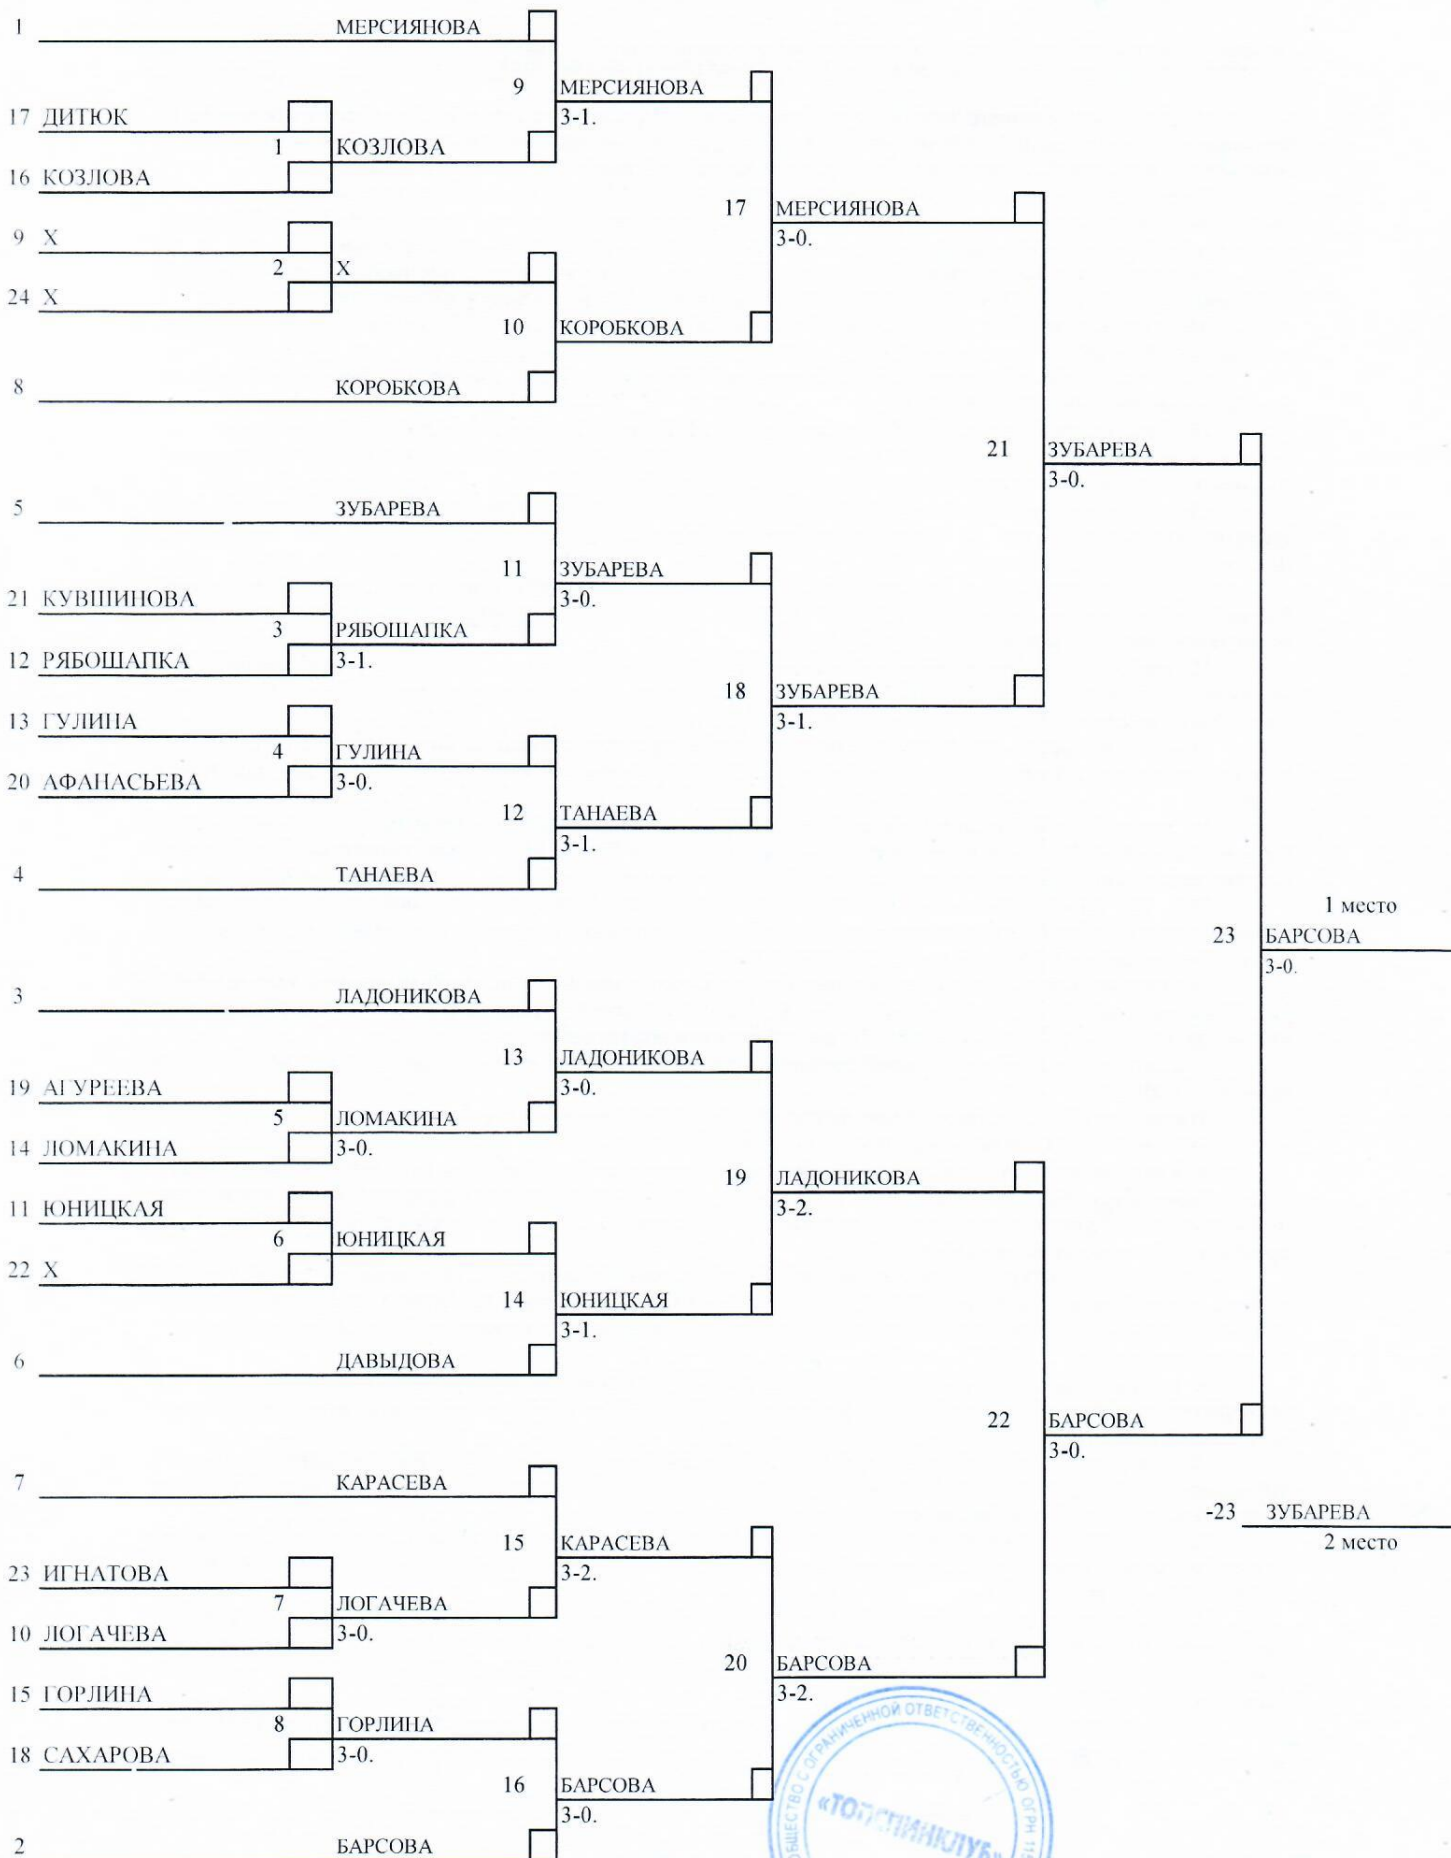 1 МЕРСИЯНОВА
9 МЕРСИЯНОВА
3-1.
17 ДИТЮК
1 КОЗЛОВА
16 КОЗЛОВА
17 МЕРСИЯНОВА
3-0.
9 X
2 X
24 X
10 КОРОБКОВА
8 КОРОБКОВА
21 ЗУБАРЕВА
3-0.
5 ЗУБАРЕВА
11 ЗУБАРЕВА
3-0.
21 КУВШИНОВА
3 РЯБОШАПКА
3-1.
12 РЯБОШАПКА
18 ЗУБАРЕВА
3-1.
13 ГУЛИНА
4 ГУЛИНА
3-0.
20 АФАНАСЬЕВА
12 ТАНАЕВА
3-1.
4 ТАНАЕВА
1 место
23 БАРСОВА
3-0.
3 ЛАДОНИКОВА
13 ЛАДОНИКОВА
3-0.
19 АГУРЕЕВА
5 ЛОМАКИНА
3-0.
14 ЛОМАКИНА
19 ЛАДОНИКОВА
3-2.
11 ЮНИЦКАЯ
6 ЮНИЦКАЯ
22 X
14 ЮНИЦКАЯ
3-1.
6 ДАВЫДОВА
22 БАРСОВА
3-0.
7 КАРАСЕВА
-23 ЗУБАРЕВА
2 место
15 КАРАСЕВА
3-2.
23 ИГНАТОВА
7 ЛОГАЧЕВА
3-0.
10 ЛОГАЧЕВА
20 БАРСОВА
3-2.
15 ГОРЛИНА
8 ГОРЛИНА
3-0.
18 САХАРОВА
16 БАРСОВА
3-0.
2 БАРСОВА
ОБЩЕСТВО С ОГРАНИЧЕННОЙ ОТВЕТСТВЕННОСТЬЮ ОГРН
«ТОПСПИНКЛУБ»